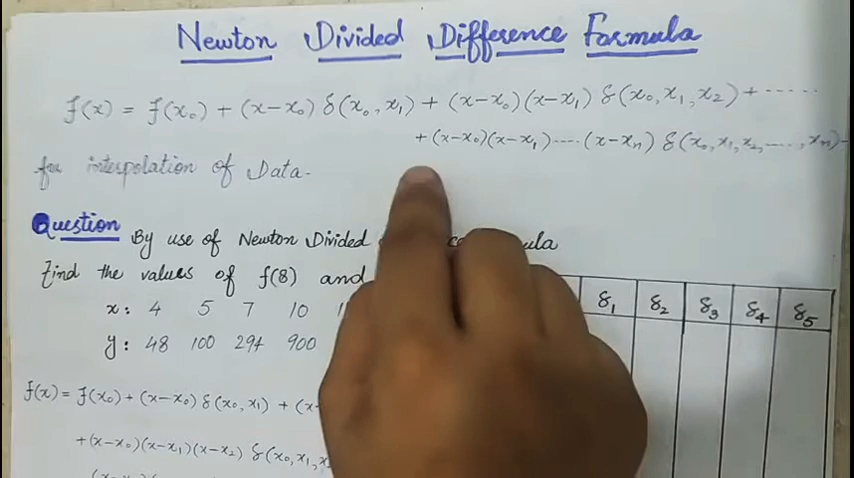 Newton Divided Difference Formula
f(x) = f(x₀) + (x-x₀) δ(x₀, x₁) + (x-x₀)(x-x₁) δ(x₀,x₁,x₂) + -----
+(x-x₀)(x-x₁)----(x-xₙ) δ(x₀,x₁,x₂,----,xₙ)-
for interpolation of Data-
Question By use of Newton Divided
Find the values of f(8) and
x: 4 5 7 10
y: 48 100 294 900
δ₁ δ₂ δ₃ δ₄ δ₅
f(x) = f(x₀) + (x-x₀) δ(x₀, x₁) + (x-
+(x-x₀)(x-x₁)(x-x₂) δ(x₀,x₁,x